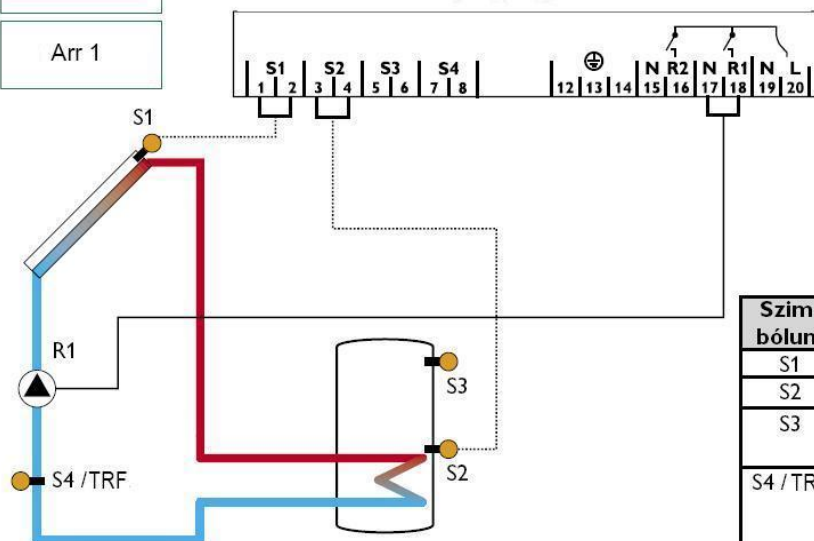 Arr 1
S1 S2 S3 S4 N R2 N R1 N L
1 2 3 4 5 6 7 8 12 13 14 15 16 17 18 19 20
S1
R1
S3
S2
S4 / TRF
Szim
bólun
S1
S2
S3
S4 / TR